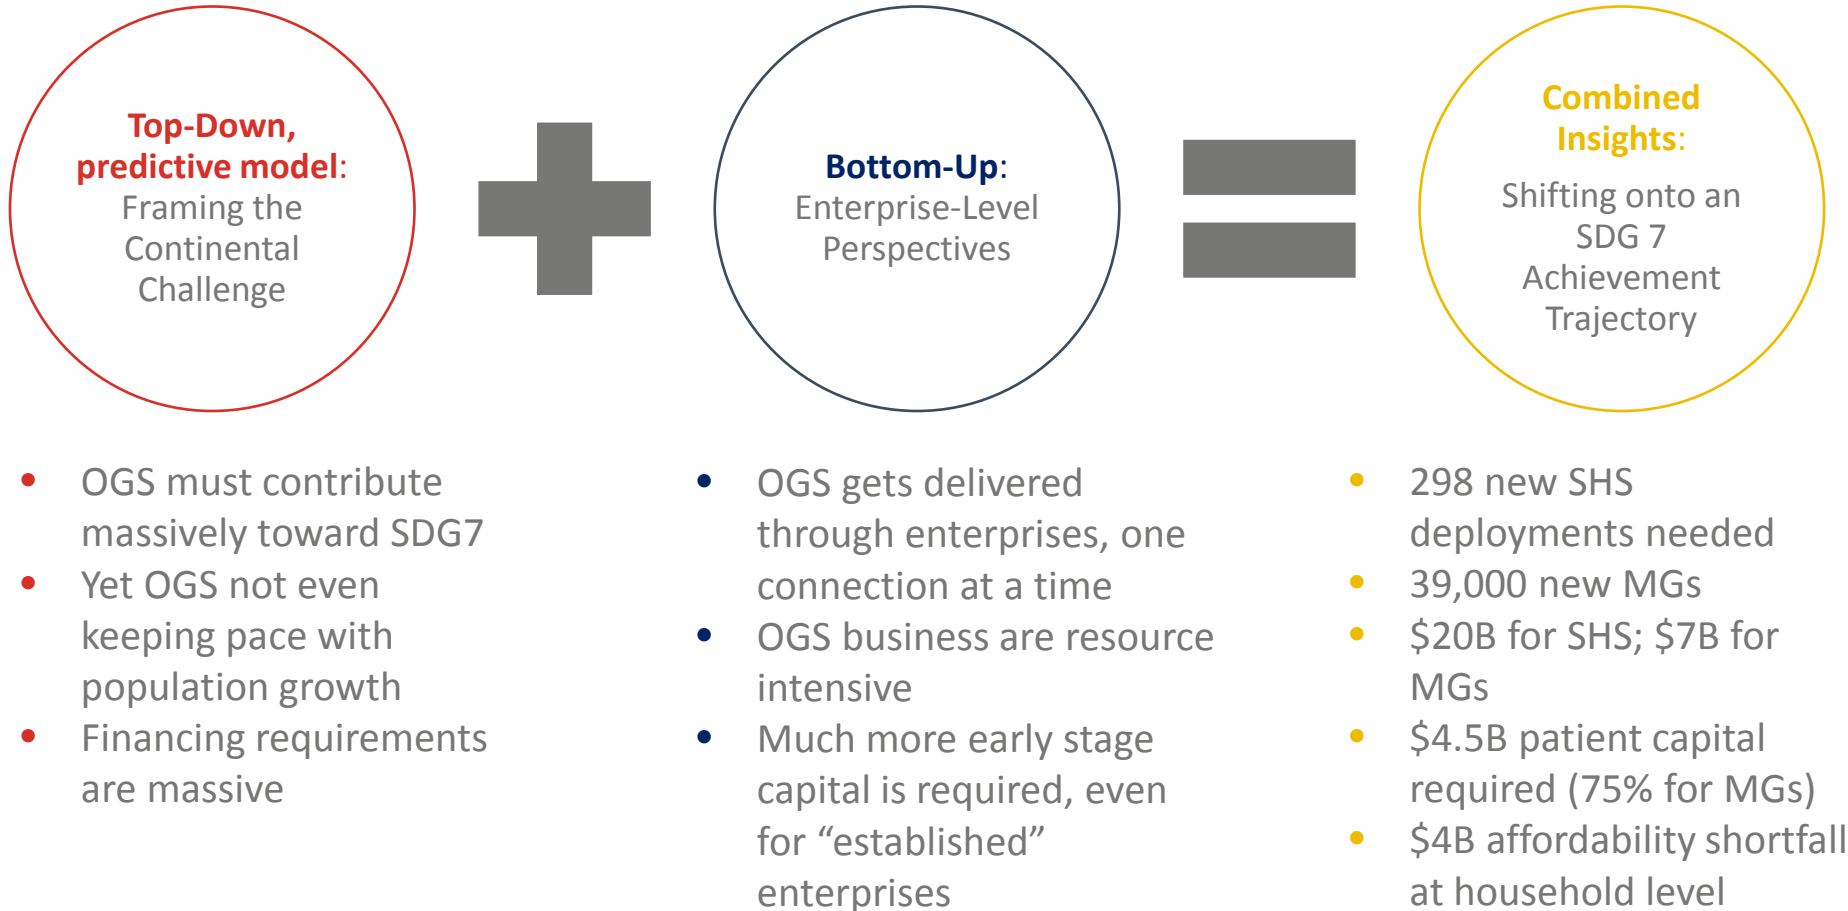 Top-Down,
predictive model:
Framing the
Continental
Challenge
Bottom-Up:
Enterprise-Level
Perspectives
Combined
Insights:
Shifting onto an
SDG 7
Achievement
Trajectory
• OGS must contribute
massively toward SDG7
• Yet OGS not even
keeping pace with
population growth
• Financing requirements
are massive
• OGS gets delivered
through enterprises, one
connection at a time
• OGS business are resource
intensive
• Much more early stage
capital is required, even
for “established”
enterprises
• 298 new SHS
deployments needed
• 39,000 new MGs
• $20B for SHS; $7B for
MGs
• $4.5B patient capital
required (75% for MGs)
• $4B affordability shortfall
at household level